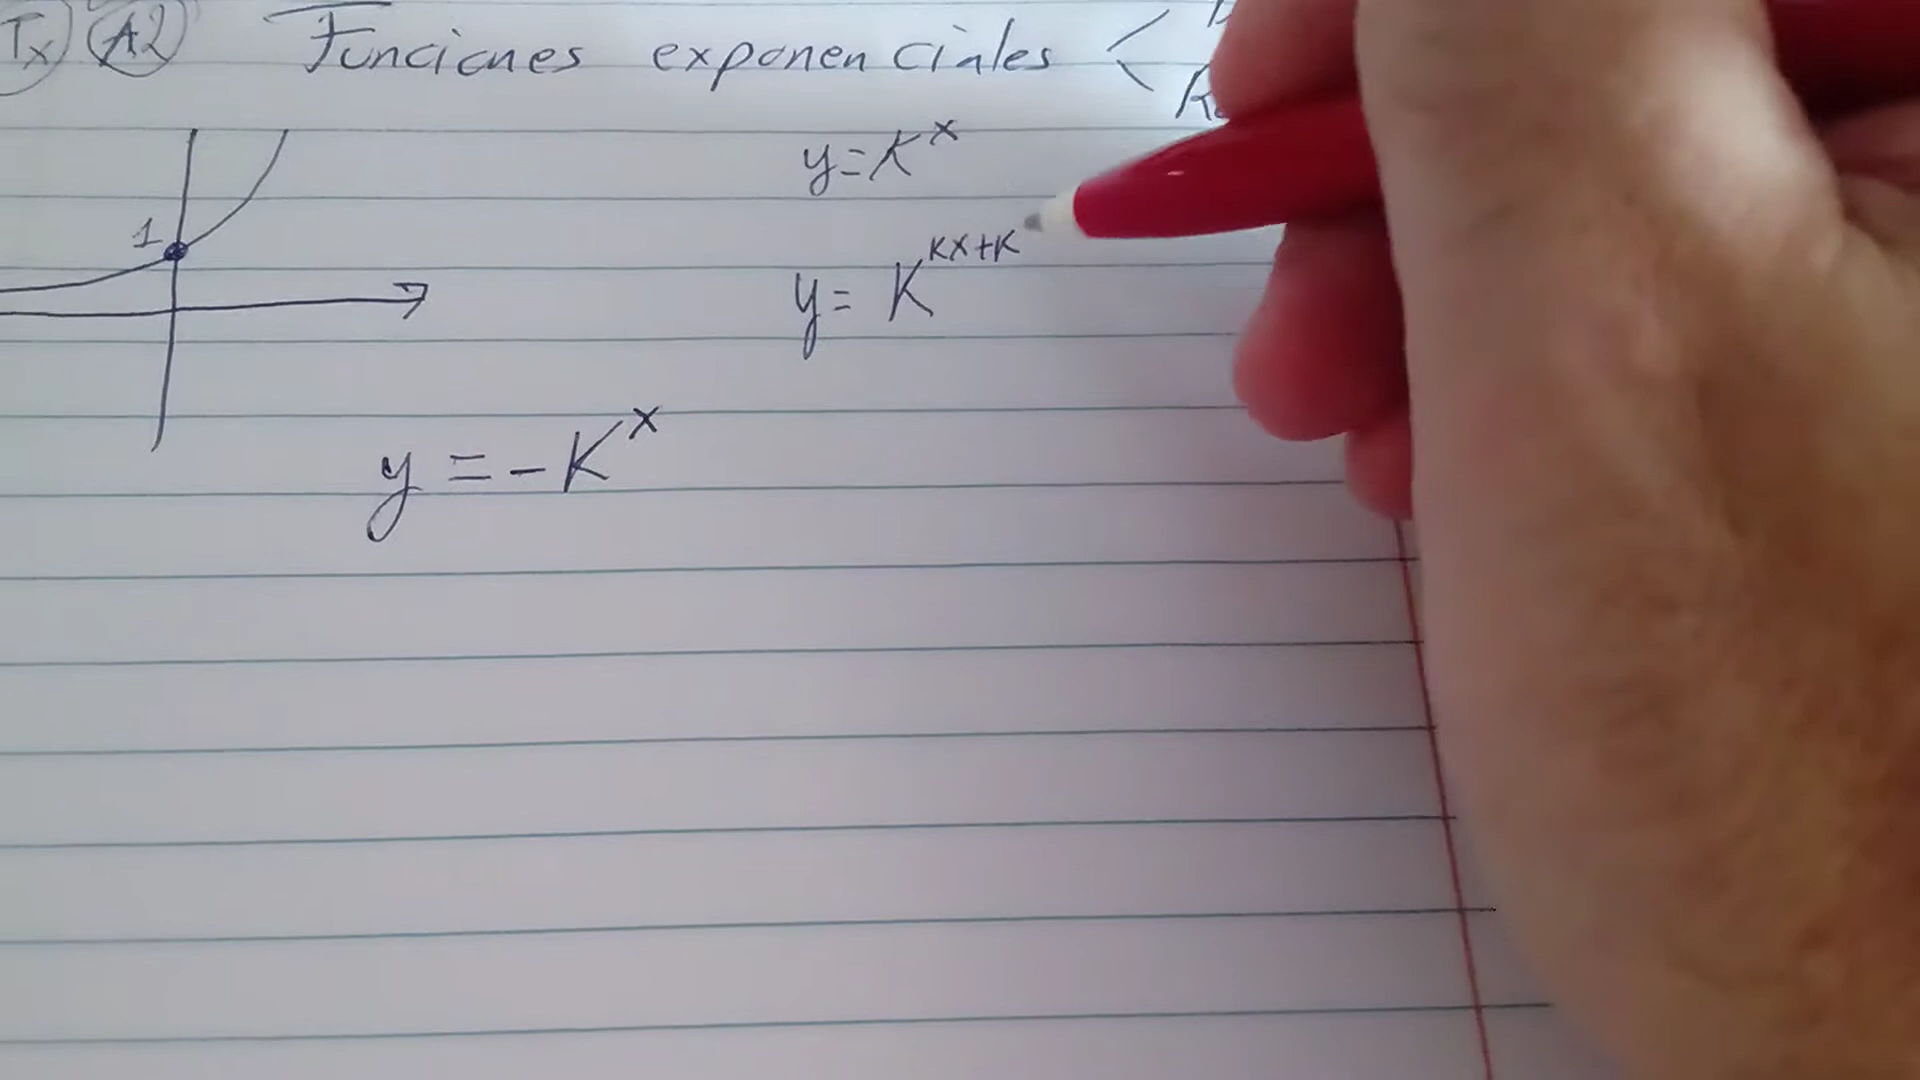 Tx A2 Funciones exponenciales <
y=K^x
1
y= K^{Kx+K}
y = -K^x